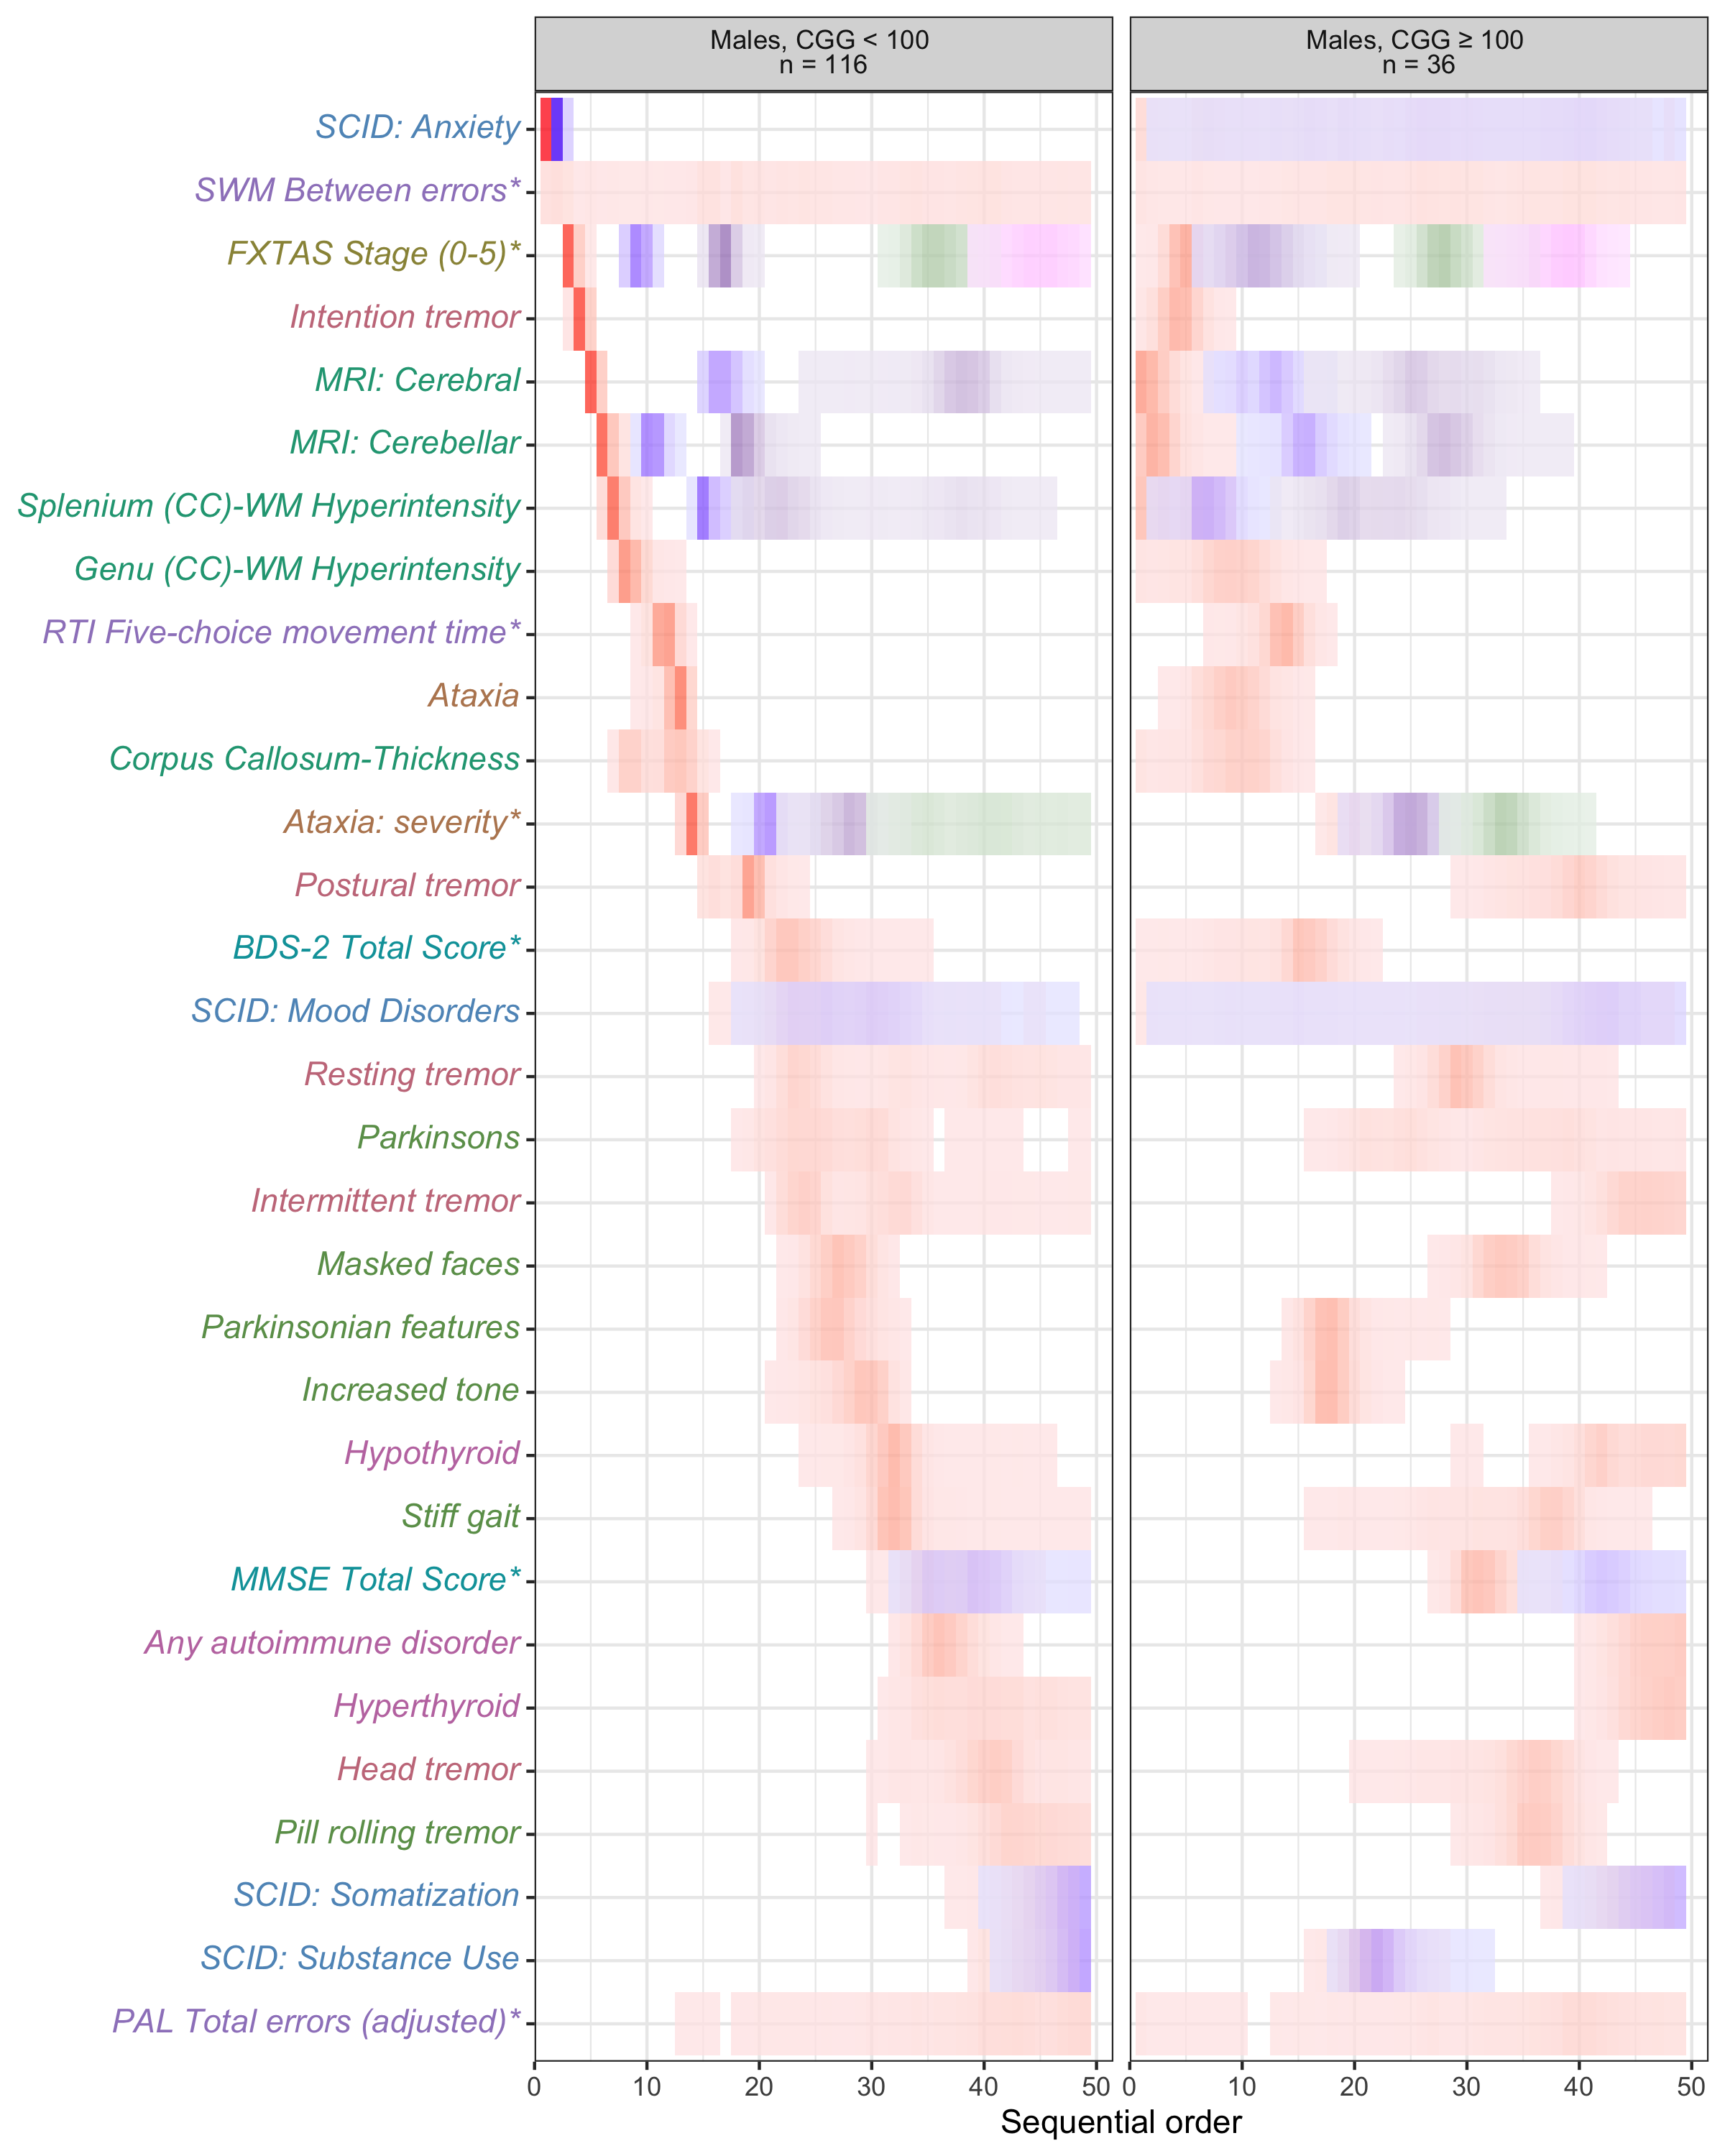 Males, CGG < 100
n = 116
Males, CGG ≥ 100
n = 36
SCID: Anxiety
SWM Between errors*
FXTAS Stage (0-5)*
Intention tremor
MRI: Cerebral
MRI: Cerebellar
Splenium (CC)-WM Hyperintensity
Genu (CC)-WM Hyperintensity
RTI Five-choice movement time*
Ataxia
Corpus Callosum-Thickness
Ataxia: severity*
Postural tremor
BDS-2 Total Score*
SCID: Mood Disorders
Resting tremor
Parkinsons
Intermittent tremor
Masked faces
Parkinsonian features
Increased tone
Hypothyroid
Stiff gait
MMSE Total Score*
Any autoimmune disorder
Hyperthyroid
Head tremor
Pill rolling tremor
SCID: Somatization
SCID: Substance Use
PAL Total errors (adjusted)*
0 10 20 30 40 50 0 10 20 30 40 50
Sequential order